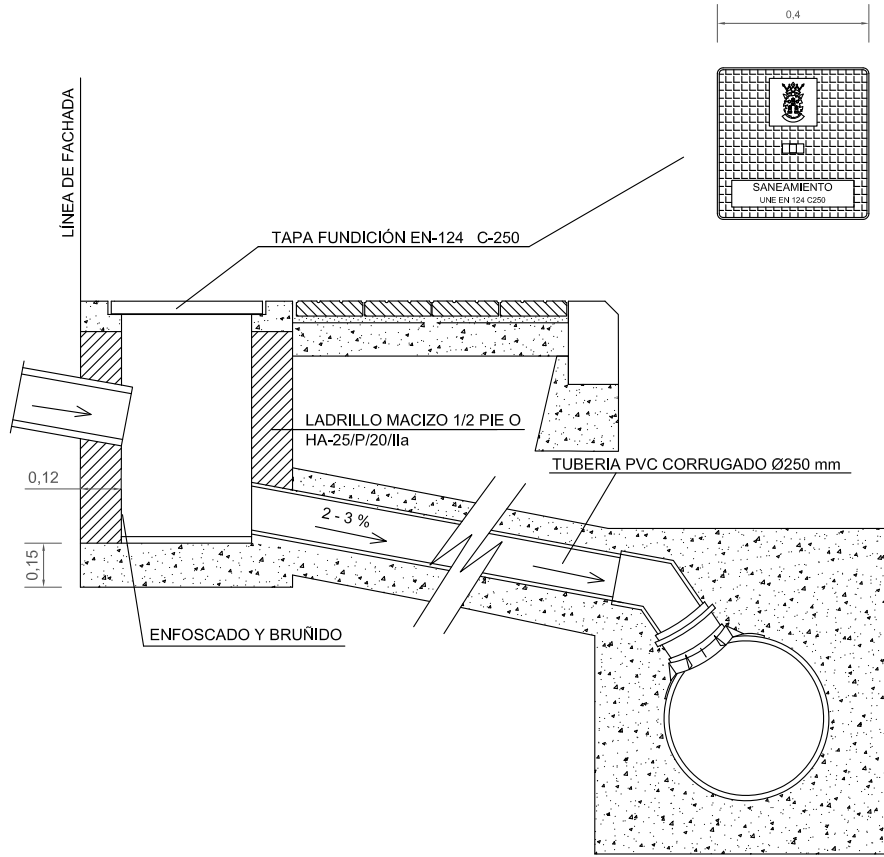 0,4
LÍNEA DE FACHADA
SANEAMIENTO
UNE EN 124 C250
TAPA FUNDICIÓN EN-124 C-250
LADRILLO MACIZO 1/2 PIE O
HA-25/P/20/IIa
TUBERIA PVC CORRUGADO Ø250 mm
0,12
2 - 3 %
0,15
ENFOSCADO Y BRUÑIDO